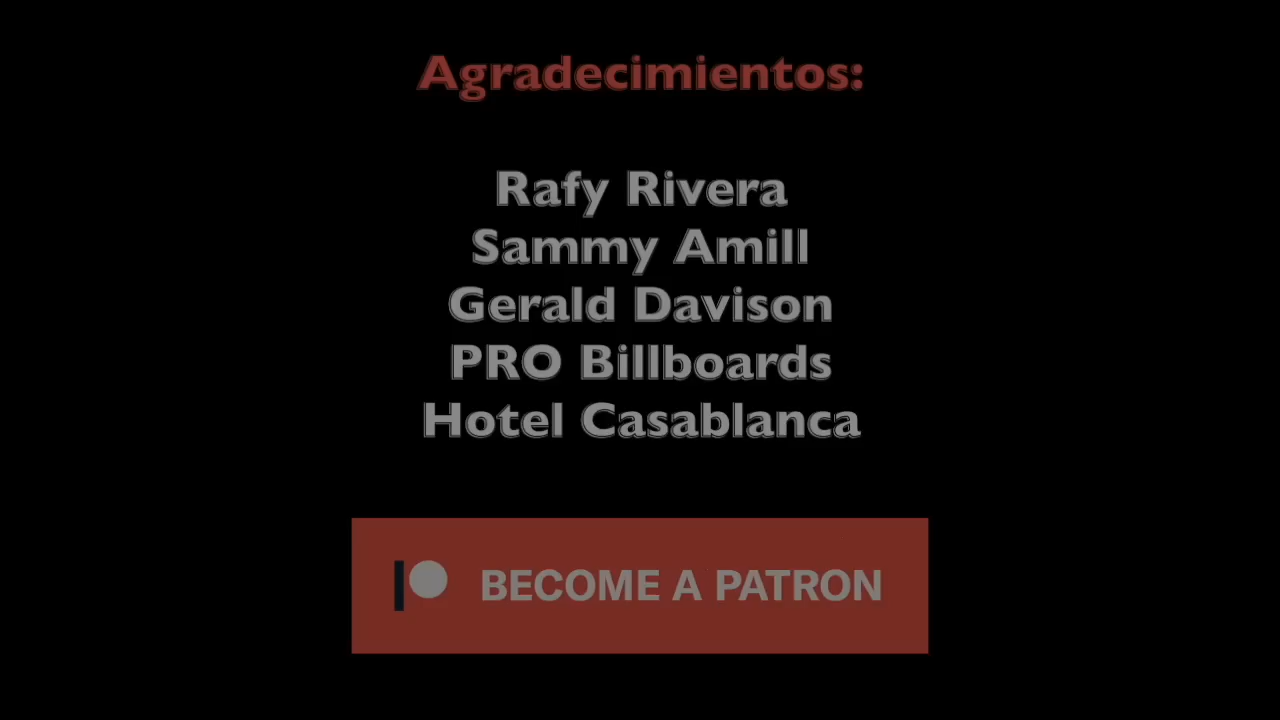 Agradecimientos:
Rafy Rivera
Sammy Amill
Gerald Davison
PRO Billboards
Hotel Casablanca
BECOME A PATRON